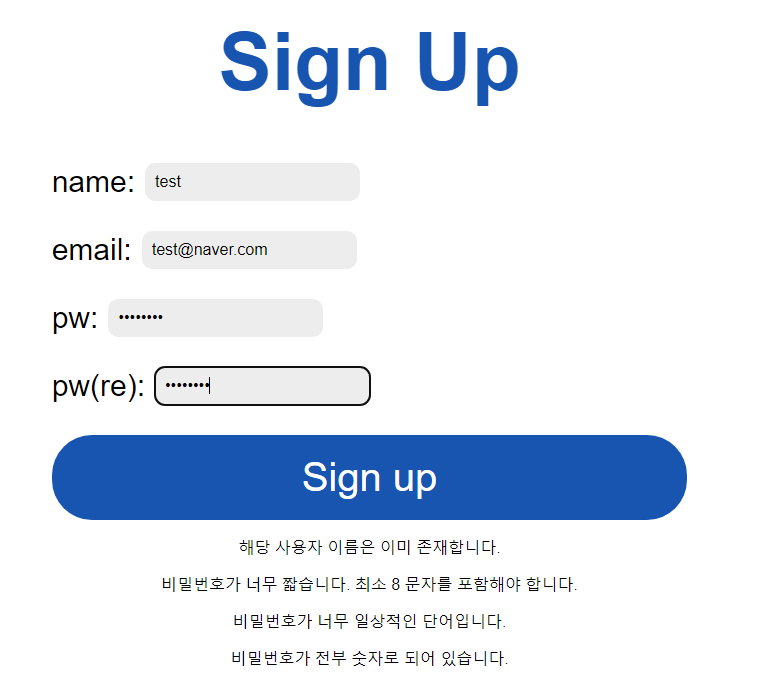 Sign Up
name: test
email: test@naver.com
pw: ••••••••
pw(re): ••••••••
Sign up
해당 사용자 이름은 이미 존재합니다.
비밀번호가 너무 짧습니다. 최소 8 문자를 포함해야 합니다.
비밀번호가 너무 일상적인 단어입니다.
비밀번호가 전부 숫자로 되어 있습니다.